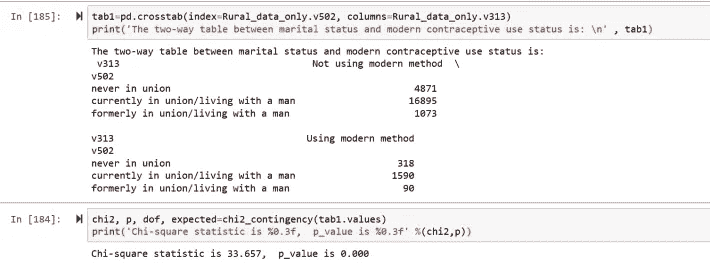 In [185]: tab1=pd.crosstab(index=Rural_data_only.v502, columns=Rural_data_only.v313)
print('The two-way table between marital status and modern contraceptive use status is: \n' , tab1)
The two-way table between marital status and modern contraceptive use status is:
v313 Not using modern method \
v502
never in union 4871
currently in union/living with a man 16895
formerly in union/living with a man 1073
v313 Using modern method
v502
never in union 318
currently in union/living with a man 1590
formerly in union/living with a man 90
In [184]: chi2, p, dof, expected=chi2_contingency(tab1.values)
print('Chi-square statistic is %0.3f, p_value is %0.3f' %(chi2,p))
Chi-square statistic is 33.657, p_value is 0.000